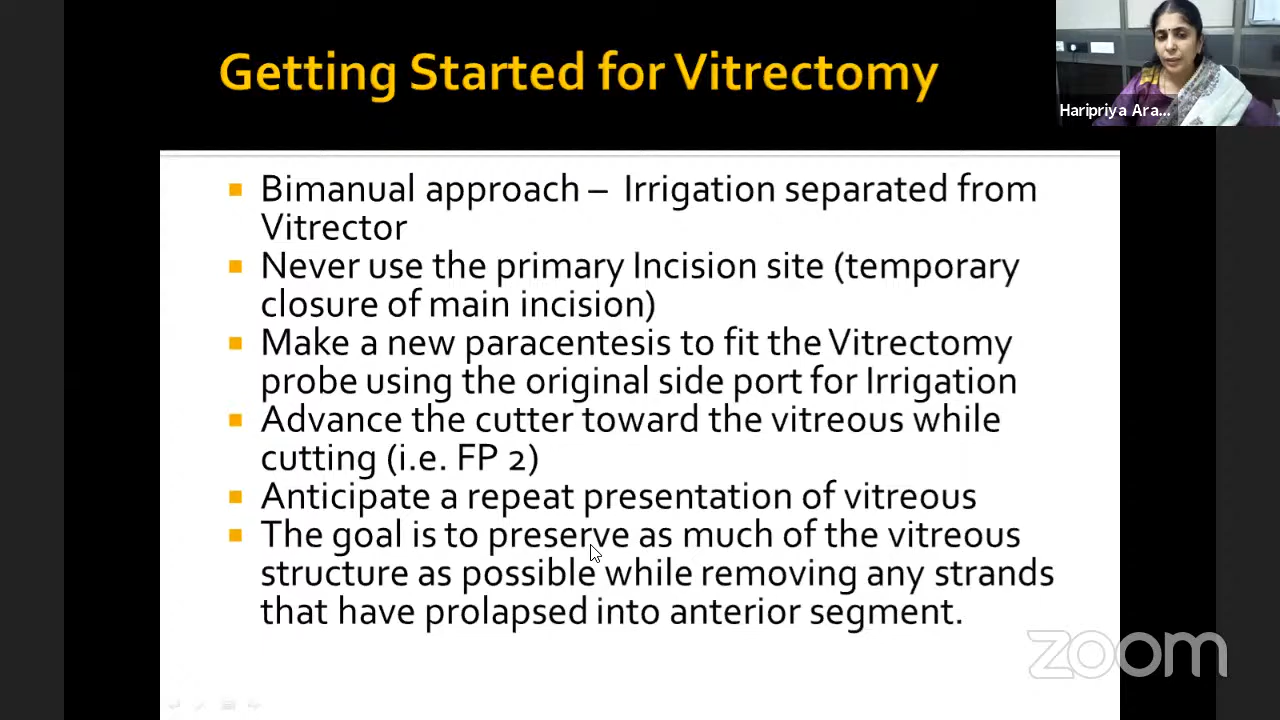 Getting Started for Vitrectomy
Haripriya Ara...
Bimanual approach – Irrigation separated from
Vitrector
Never use the primary Incision site (temporary
closure of main incision)
Make a new paracentesis to fit the Vitrectomy
probe using the original side port for Irrigation
Advance the cutter toward the vitreous while
cutting (i.e. FP 2)
Anticipate a repeat presentation of vitreous
The goal is to preserve as much of the vitreous
structure as possible while removing any strands
that have prolapsed into anterior segment.
zoom